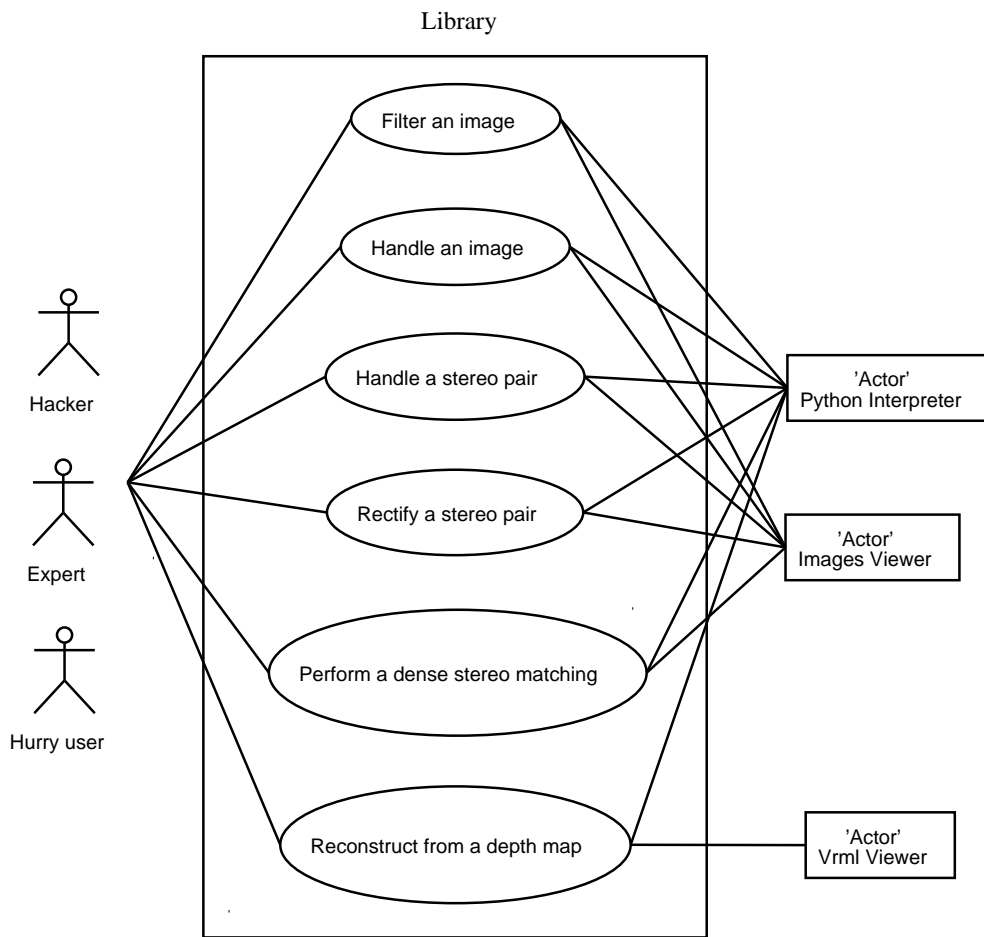 Library
Filter an image
Handle an image
Handle a stereo pair
Rectify a stereo pair
Perform a dense stereo matching
Reconstruct from a depth map
Hacker
Expert
Hurry user
’Actor’
Python Interpreter
’Actor’
Images Viewer
’Actor’
Vrml Viewer